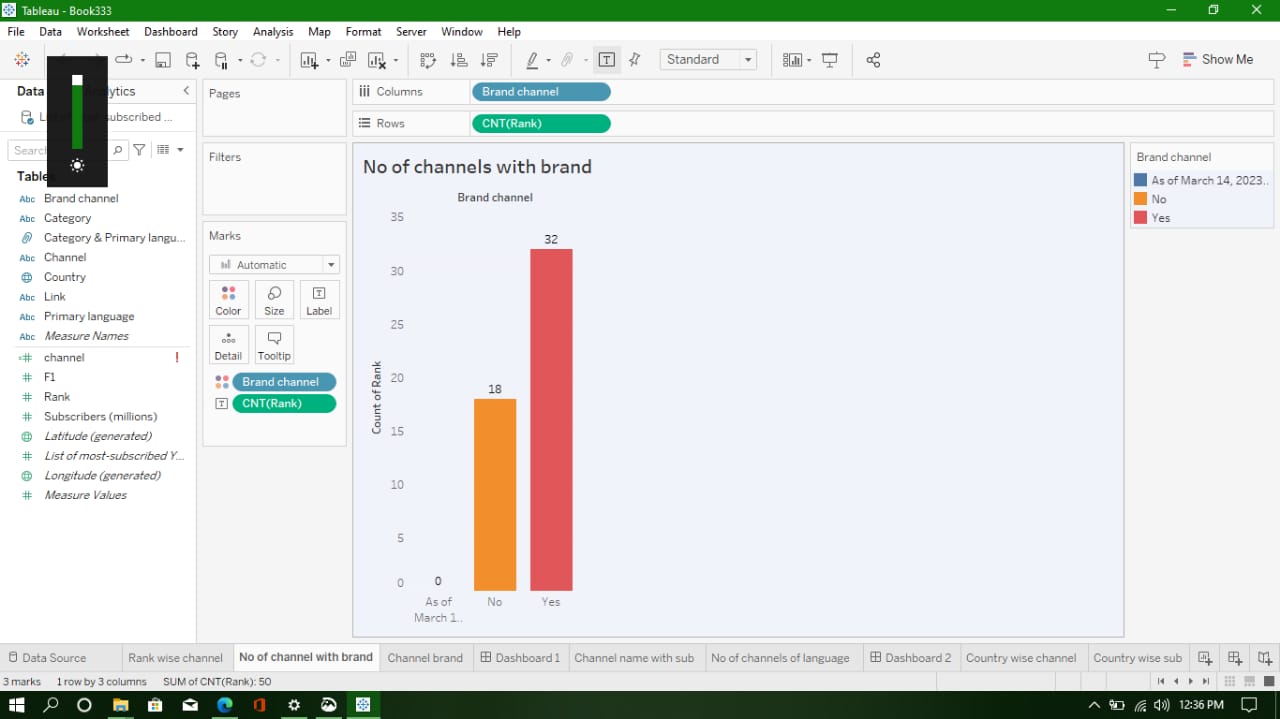 Tableau - Book333
File Data Worksheet Dashboard Story Analysis Map Format Server Window Help
Standard
Show Me
Data Analytics
subscribed ...
Search
Tables
Abc Brand channel
Abc Category
Category & Primary langu...
Abc Channel
Country
Abc Link
Abc Primary language
Abc Measure Names
channel !
F1
Rank
Subscribers (millions)
Latitude (generated)
List of most-subscribed Y...
Longitude (generated)
Measure Values
Pages
Filters
Marks
Automatic
Color Size Label
Detail Tooltip
Brand channel
CNT(Rank)
Columns Brand channel
Rows CNT(Rank)
No of channels with brand
Brand channel
35
30
25
20
15
10
5
0
Count of Rank
0
18
32
As of
March 1..
No
Yes
Brand channel
As of March 14, 2023..
No
Yes
Data Source Rank wise channel No of channel with brand Channel brand Dashboard 1 Channel name with sub No of channels of language Dashboard 2 Country wise channel Country wise sub
3 marks 1 row by 3 columns SUM of CNT(Rank): 50
12:36 PM